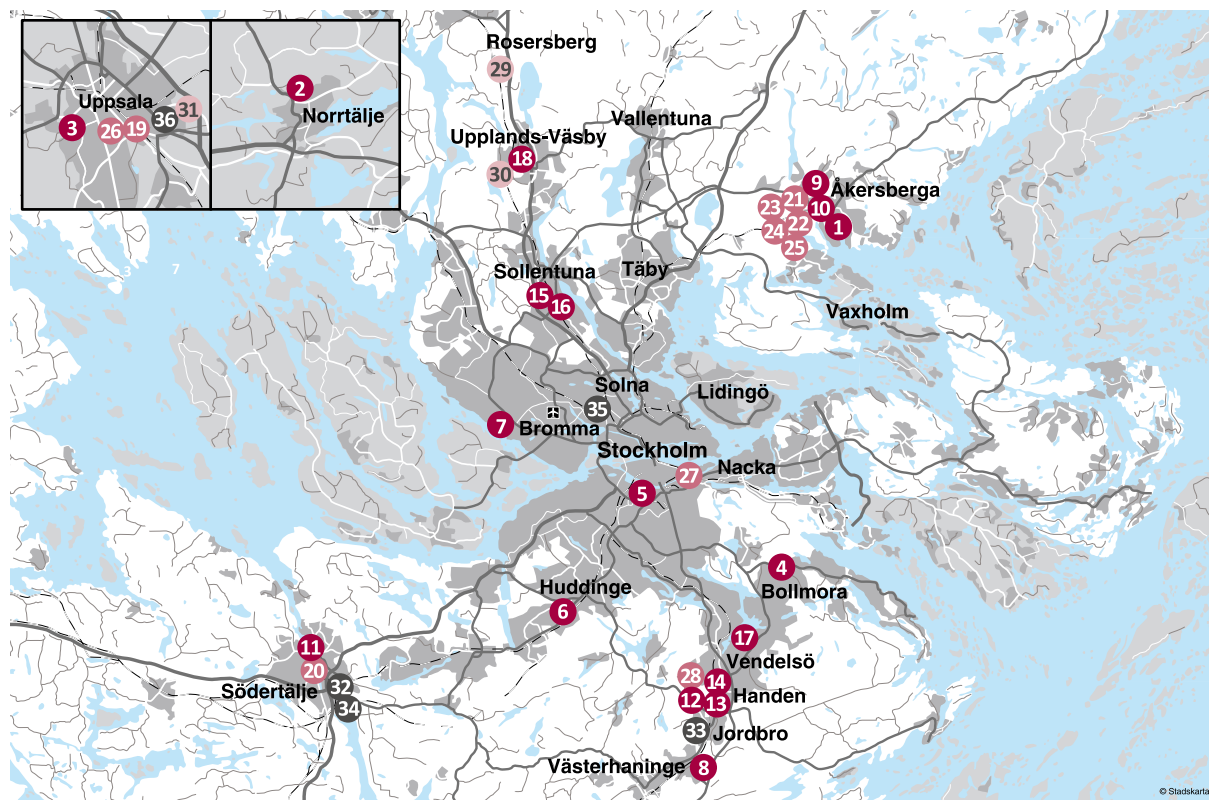 Rosersberg
29
2
Uppsala
31
36
Norrtälje
3
26
19
Vallentuna
Upplands-Väsby
18
30
9
Åkersberga
21
23
10
22
1
24
25
3
7
Sollentuna
Täby
15
16
Vaxholm
Solna
Lidingö
35
7
Bromma
Stockholm
Nacka
27
5
4
Huddinge
Bollmora
6
17
11
Vendelsö
20
28
14
Södertälje
32
Handen
12
13
34
33
Jordbro
Västerhaninge
8
© Stadskarta